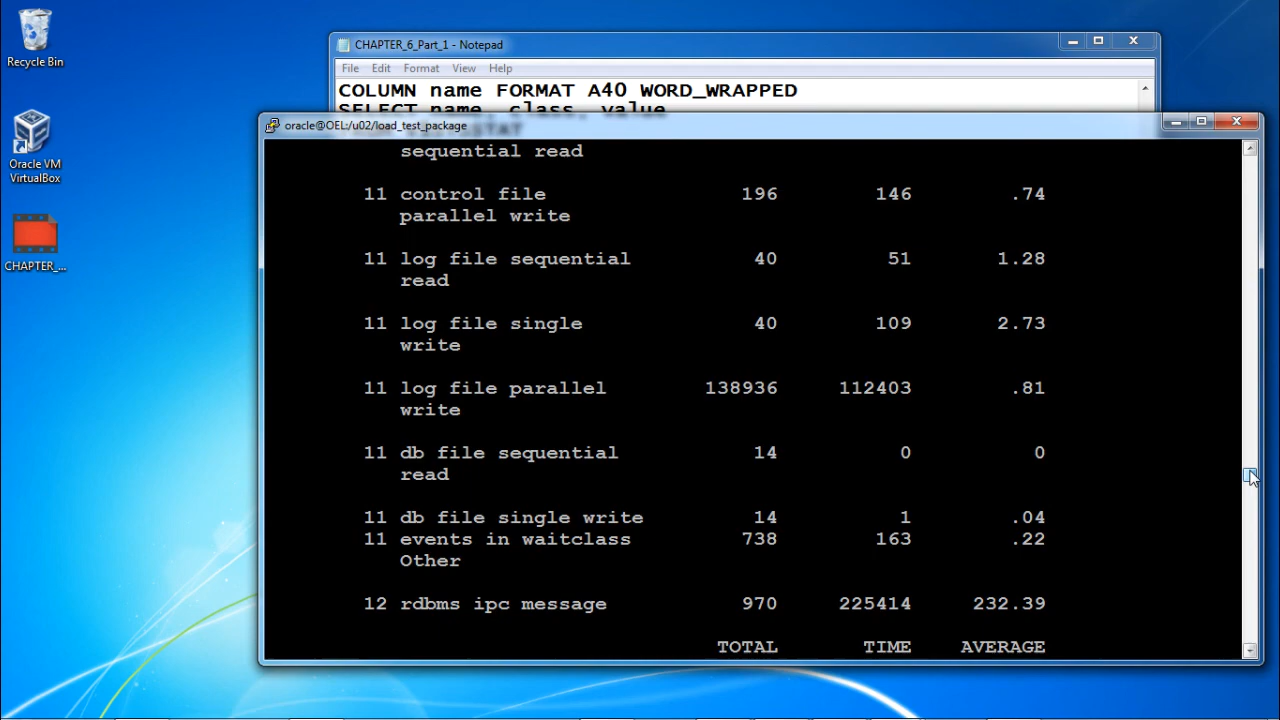 Recycle Bin
Oracle VM
VirtualBox
CHAPTER_...
CHAPTER_6_Part_1 - Notepad
File Edit Format View Help
COLUMN name FORMAT A40 WORD_WRAPPED
SELECT name, class, value
oracle@OEL:/u02/load_test_package
sequential read
11 control file 196 146 .74
parallel write
11 log file sequential 40 51 1.28
read
11 log file single 40 109 2.73
write
11 log file parallel 138936 112403 .81
write
11 db file sequential 14 0 0
read
11 db file single write 14 1 .04
11 events in waitclass 738 163 .22
Other
12 rdbms ipc message 970 225414 232.39
TOTAL TIME AVERAGE